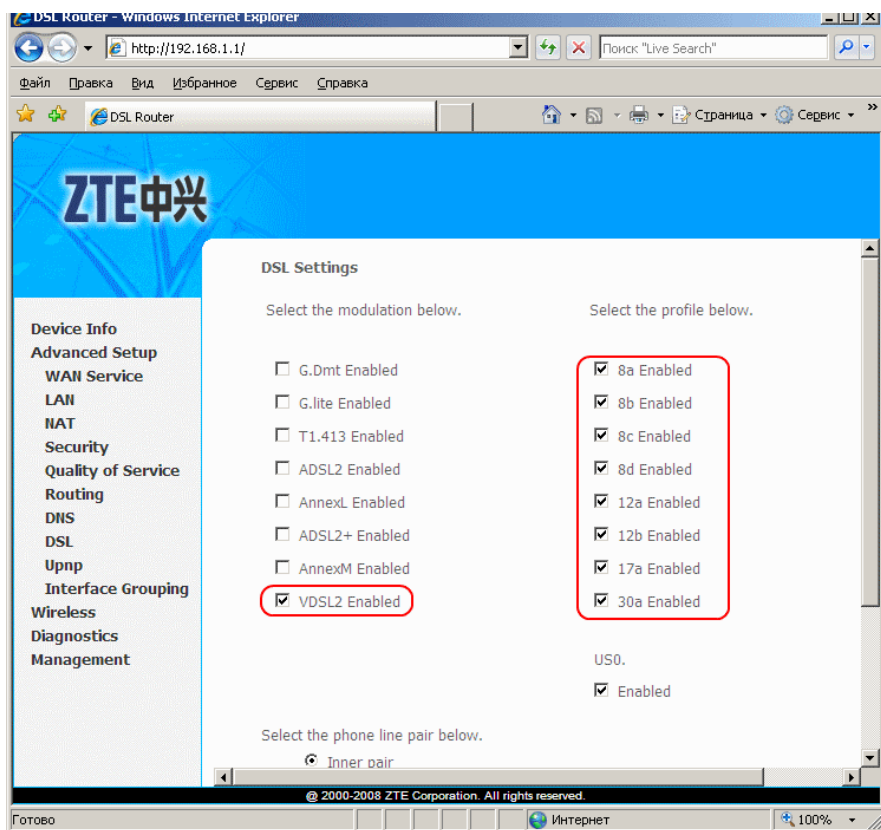 DSL Router - Windows Internet Explorer
http://192.168.1.1/
Поиск "Live Search"
Файл Правка Вид Избранное Сервис Справка
DSL Router
Страница Сервис
ZTE中兴
Device Info
Advanced Setup
WAN Service
LAN
NAT
Security
Quality of Service
Routing
DNS
DSL
Upnp
Interface Grouping
Wireless
Diagnostics
Management
DSL Settings
Select the modulation below.
G.Dmt Enabled
G.lite Enabled
T1.413 Enabled
ADSL2 Enabled
AnnexL Enabled
ADSL2+ Enabled
AnnexM Enabled
VDSL2 Enabled
Select the profile below.
8a Enabled
8b Enabled
8c Enabled
8d Enabled
12a Enabled
12b Enabled
17a Enabled
30a Enabled
US0.
Enabled
Select the phone line pair below.
Inner pair
@ 2000-2008 ZTE Corporation. All rights reserved.
Готово
Интернет
100%